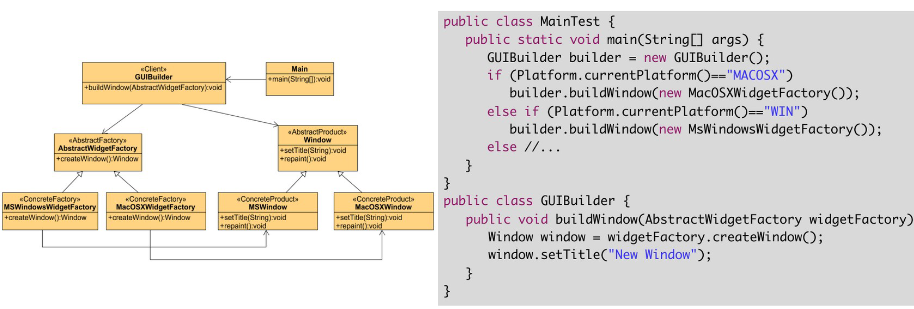 «Client»
GUIBuilder
+buildWindow(AbstractWidgetFactory):void
Main
+main(String[]):void
«AbstractFactory»
AbstractWidgetFactory
+createWindow():Window
«AbstractProduct»
Window
+setTitle(String):void
+repaint():void
«ConcreteFactory»
MSWindowsWidgetFactory
+createWindow():Window
«ConcreteFactory»
MacOSXWidgetFactory
+createWindow():Window
«ConcreteProduct»
MSWindow
+setTitle(String):void
+repaint():void
«ConcreteProduct»
MacOSXWindow
+setTitle(String):void
+repaint():void
public class MainTest {
public static void main(String[] args) {
GUIBuilder builder = new GUIBuilder();
if (Platform.currentPlatform()=="MACOSX")
builder.buildWindow(new MacOSXWidgetFactory());
else if (Platform.currentPlatform()=="WIN")
builder.buildWindow(new MsWindowsWidgetFactory());
else //...
}
}
public class GUIBuilder {
public void buildWindow(AbstractWidgetFactory widgetFactory)
Window window = widgetFactory.createWindow();
window.setTitle("New Window");
}
}